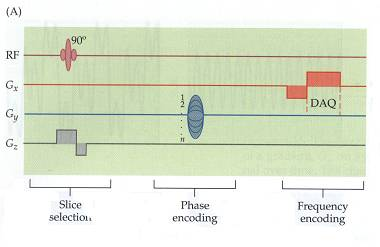 (A)
90°
RF
Gx
1
2
DAQ
Gy
n
Gz
Slice
selection
Phase
encoding
Frequency
encoding